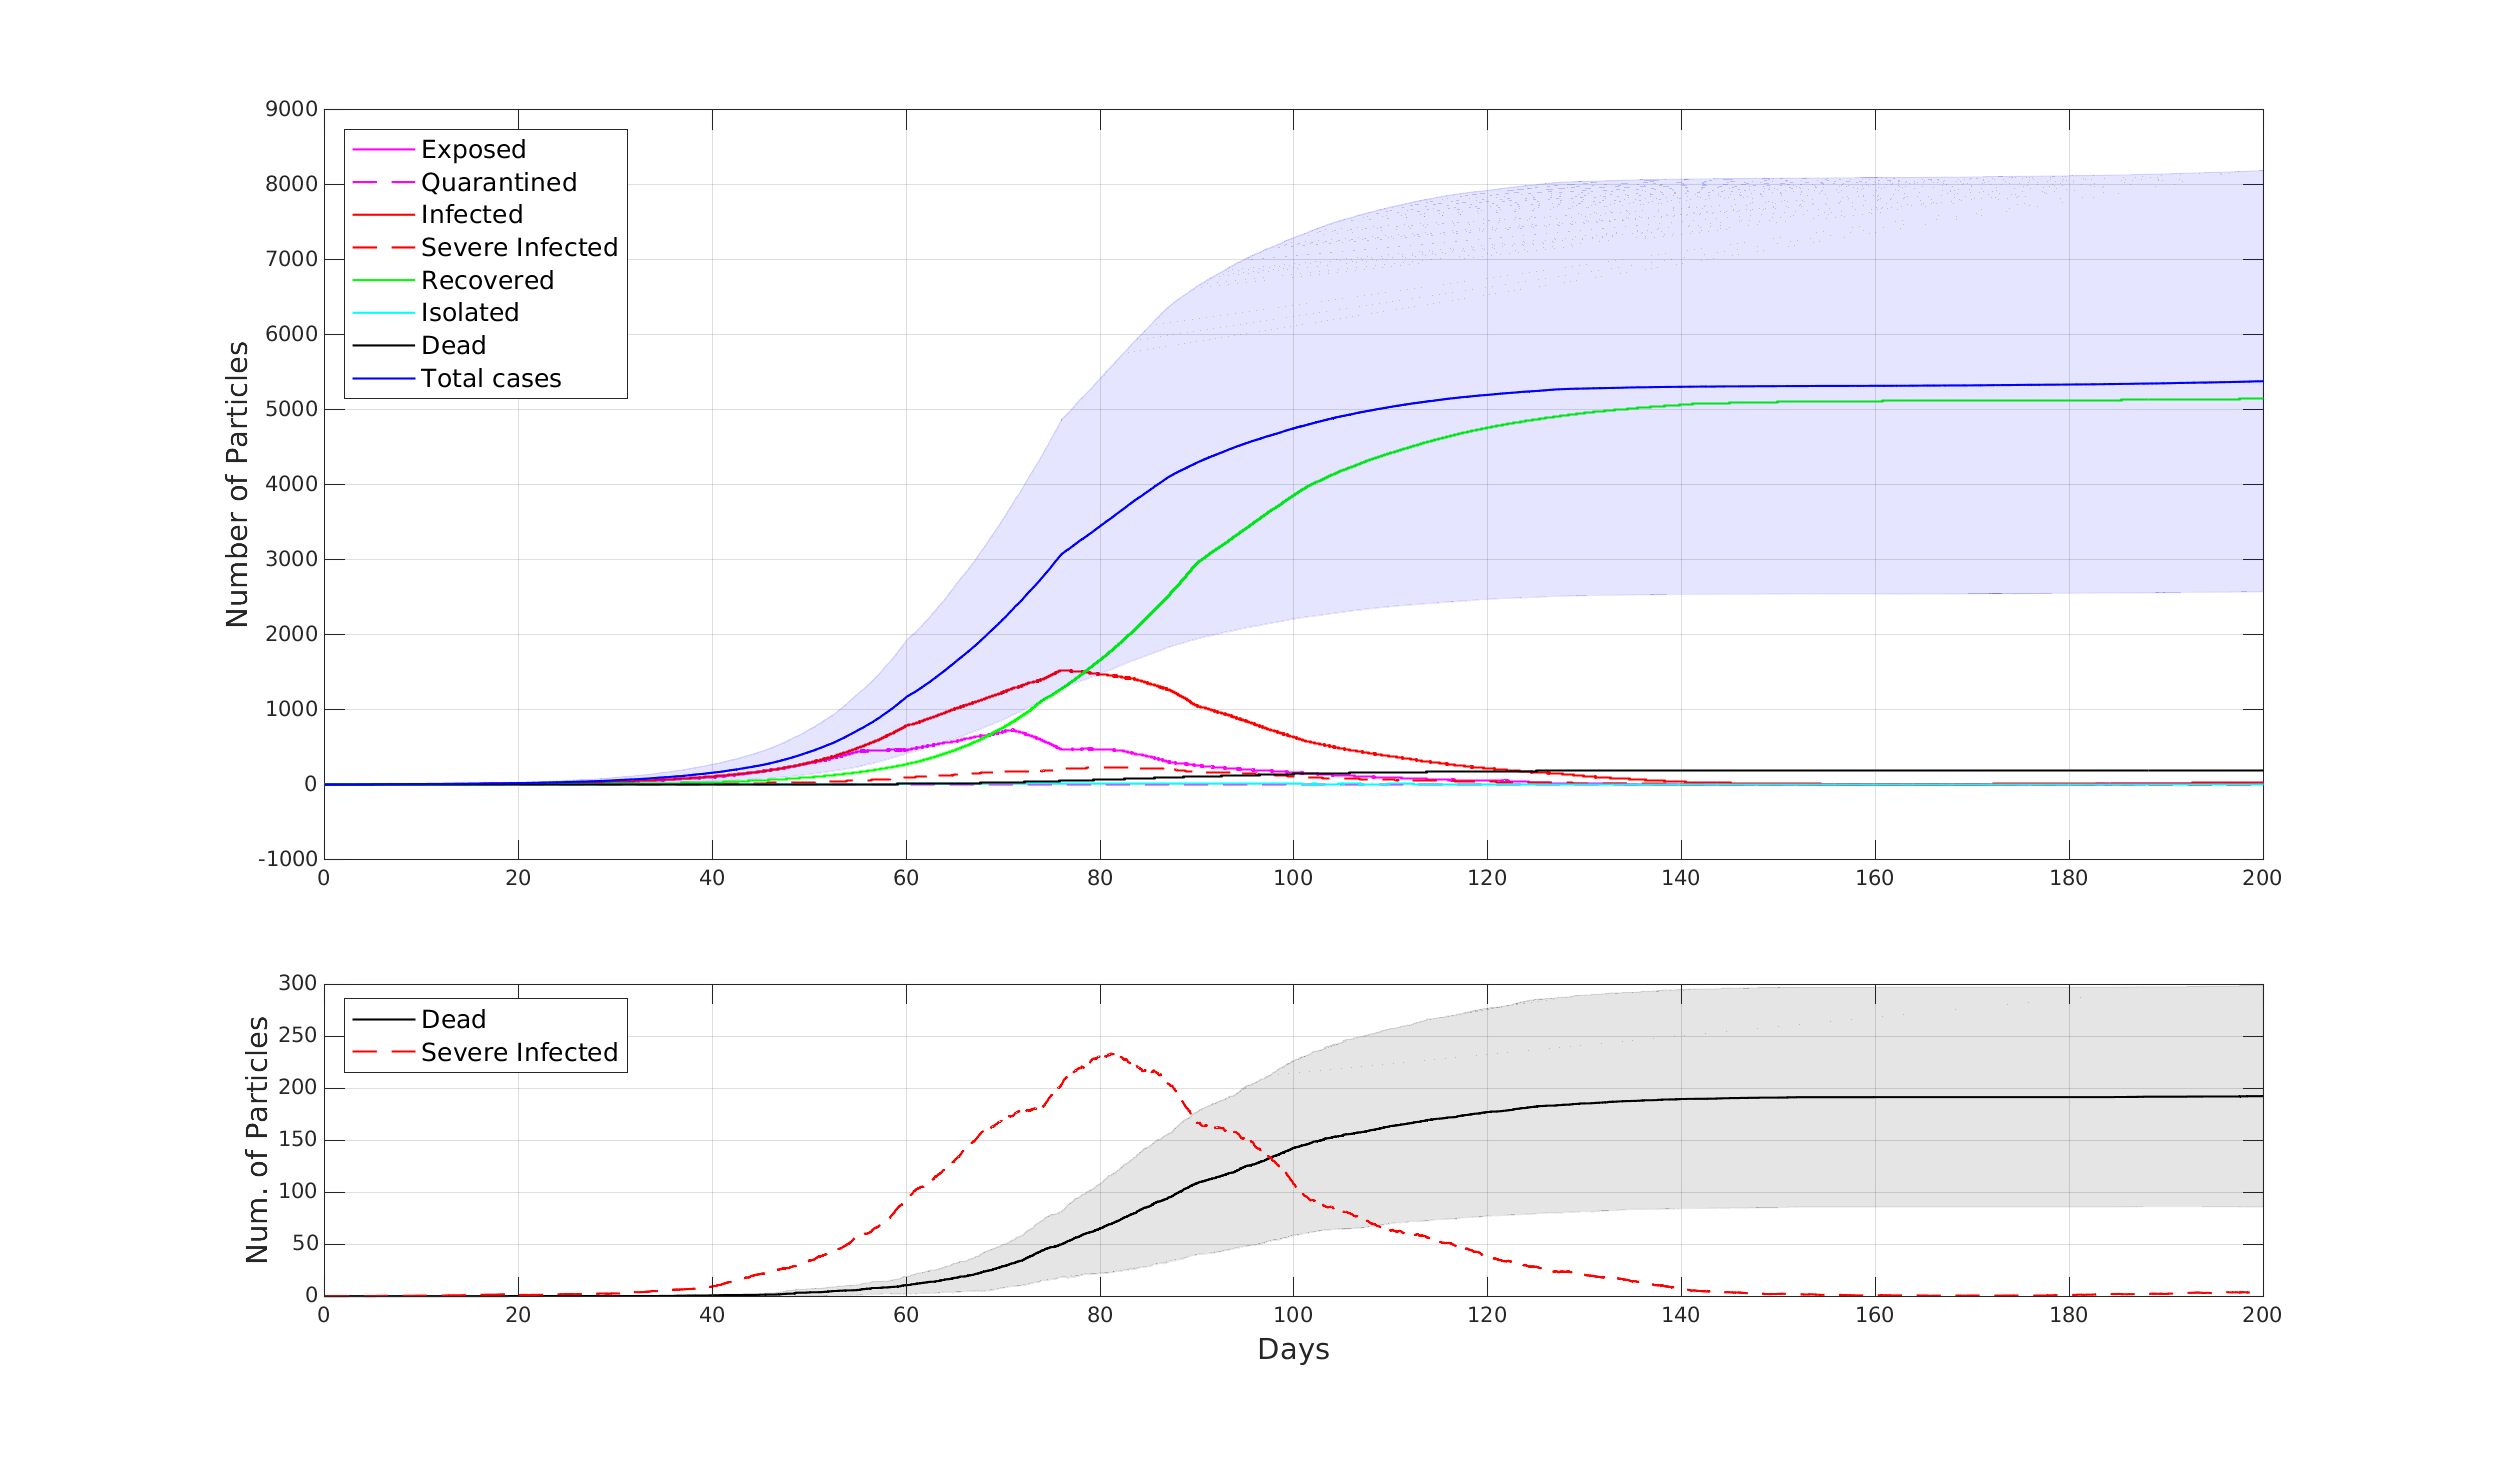 9000
8000
7000
6000
5000
4000
3000
2000
1000
0
-1000
Number of Particles
Exposed
Quarantined
Infected
Severe Infected
Recovered
Isolated
Dead
Total cases
0 20 40 60 80 100 120 140 160 180 200
300
250
200
150
100
50
0
Num. of Particles
Dead
Severe Infected
0 20 40 60 80 100 120 140 160 180 200
Days